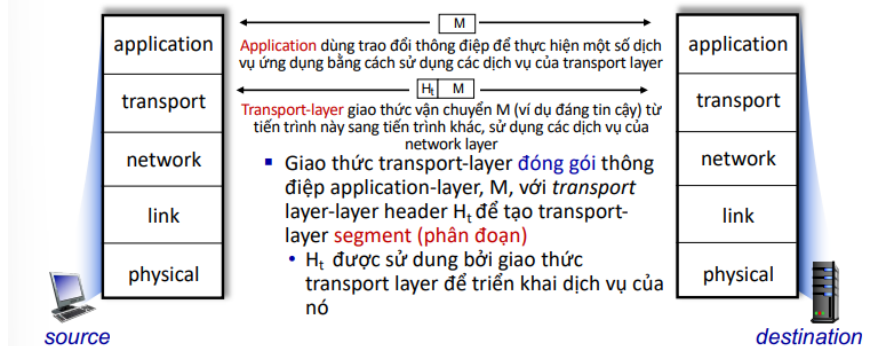 M
Application dùng trao đổi thông điệp để thực hiện một số dịch
vụ ứng dụng bằng cách sử dụng các dịch vụ của transport layer
Ht M
Transport-layer giao thức vận chuyển M (ví dụ đáng tin cậy) từ
tiến trình này sang tiến trình khác, sử dụng các dịch vụ của
network layer
▪ Giao thức transport-layer đóng gói thông
điệp application-layer, M, với transport
layer-layer header Ht để tạo transport-
layer segment (phân đoạn)
• Ht được sử dung bởi giao thức
transport layer để triển khai dịch vụ của
nó
application
transport
network
link
physical
source
application
transport
network
link
physical
destination